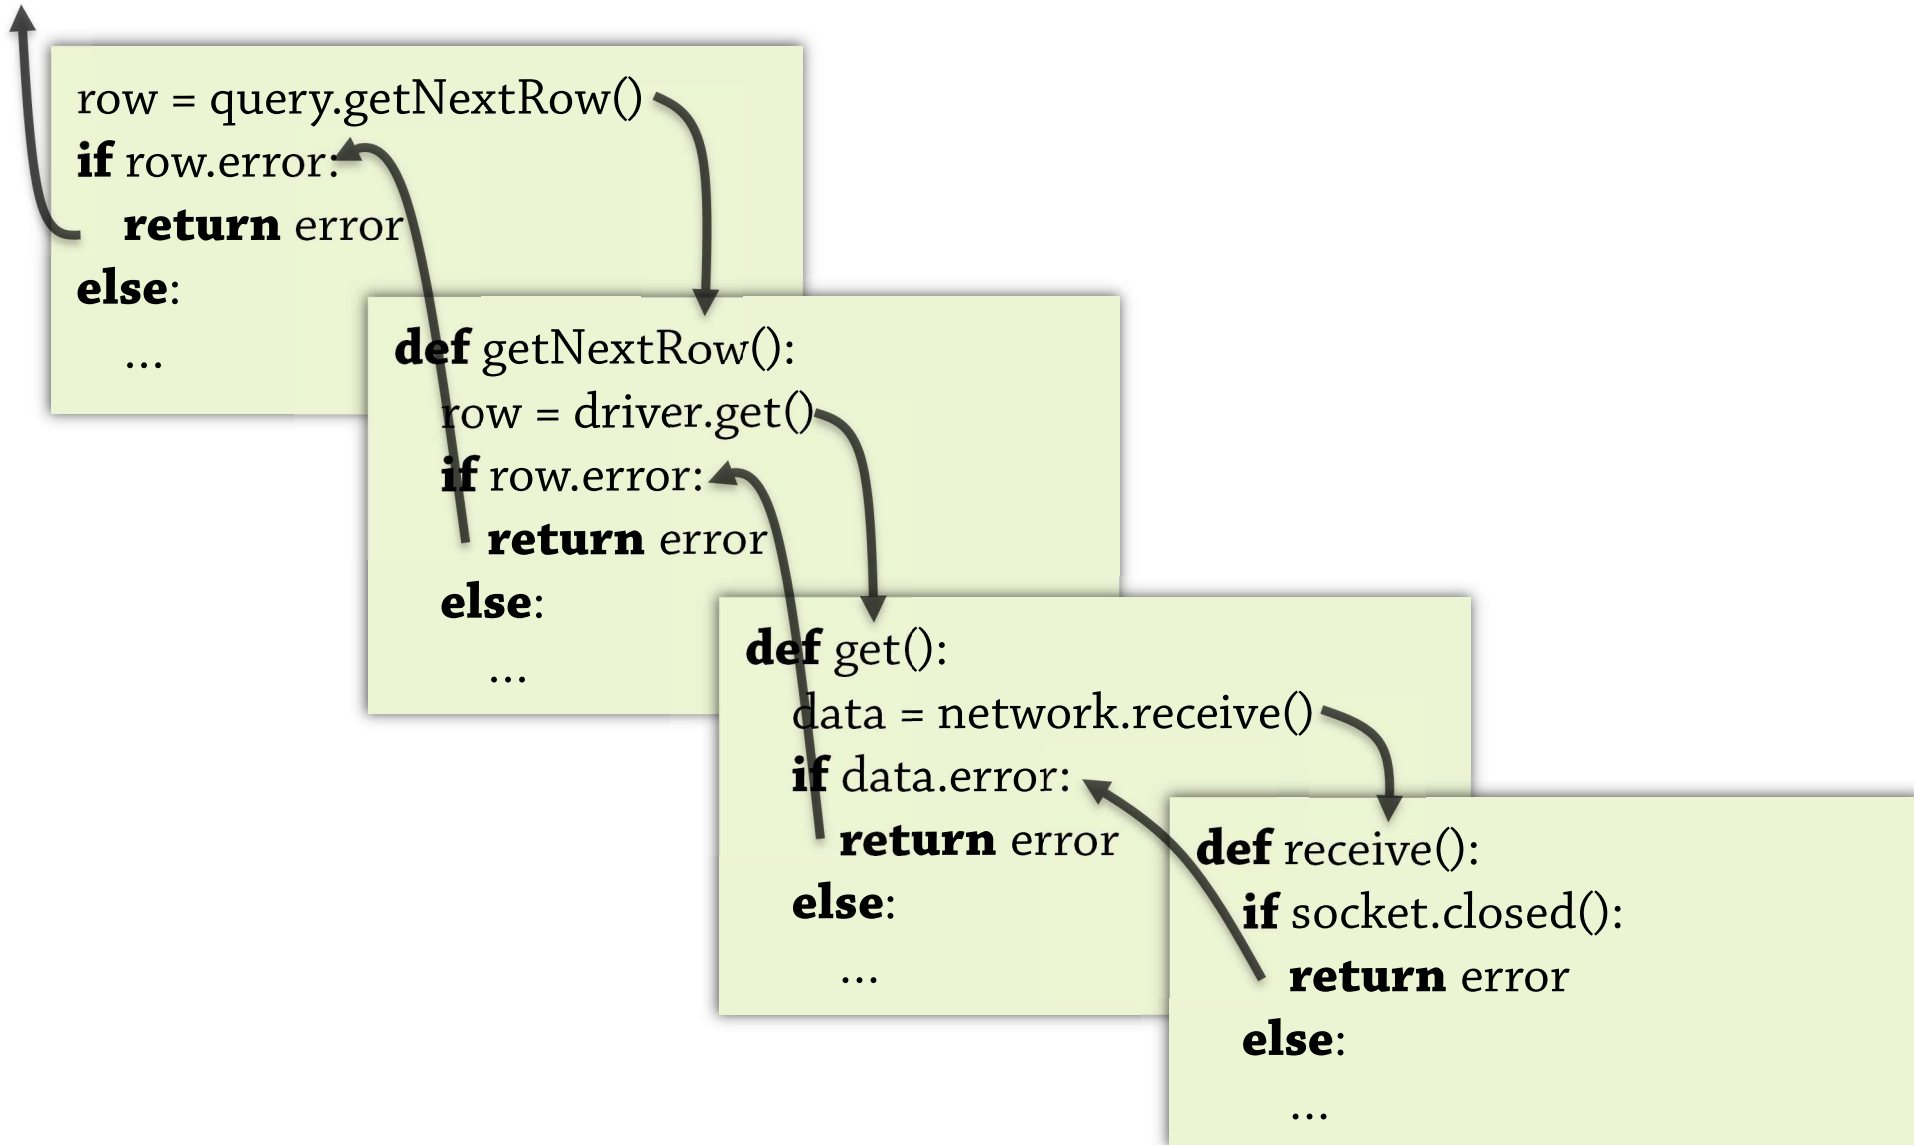 row = query.getNextRow()
if row.error:
return error
else:
...
def getNextRow():
row = driver.get()
if row.error:
return error
else:
...
def get():
data = network.receive()
if data.error:
return error
else:
...
def receive():
if socket.closed():
return error
else:
...